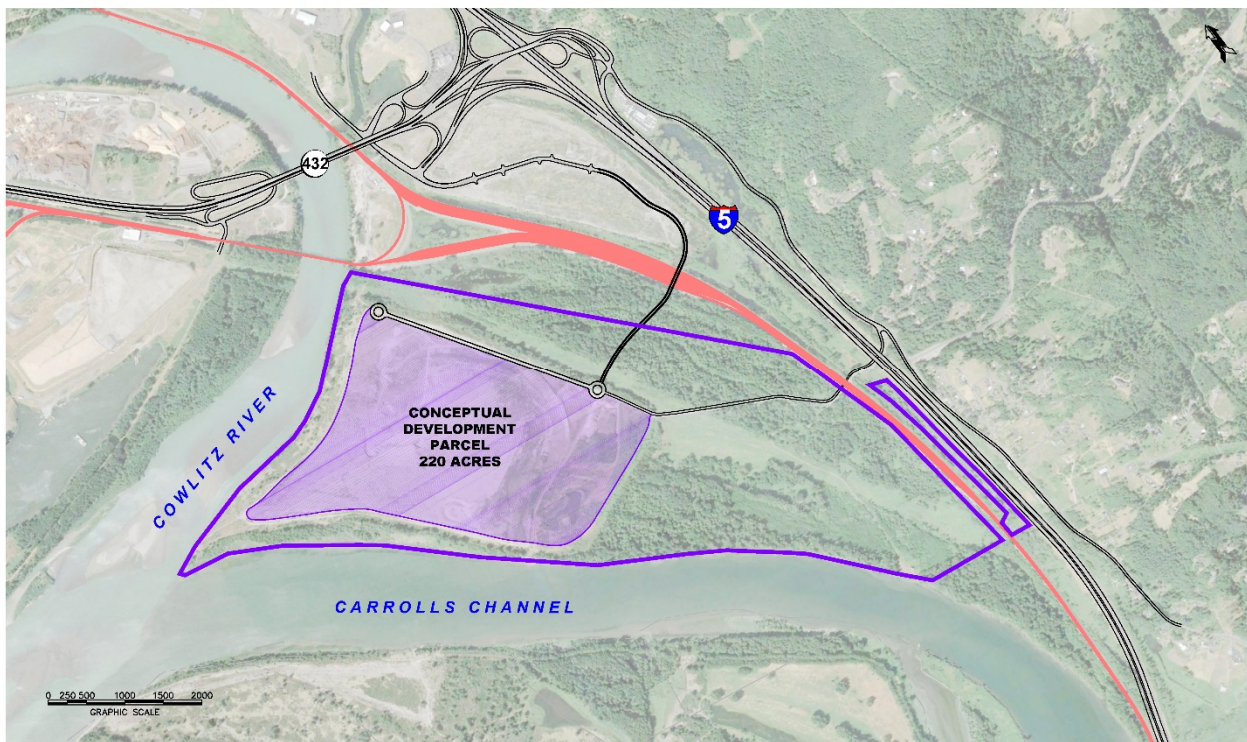 432
5
CONCEPTUAL
DEVELOPMENT
PARCEL
220 ACRES
COWLITZ RIVER
CARROLLS CHANNEL
0 250 500 1000 1500 2000
GRAPHIC SCALE